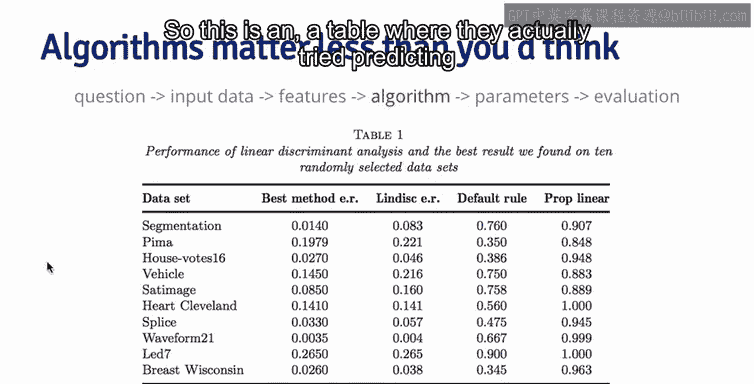 So this is an, a table where they actually
tried predicting
Algorithms matter less than you'd think
question -> input data -> features -> algorithm -> parameters -> evaluation
TABLE 1
Performance of linear discriminant analysis and the best result we found on ten
randomly selected data sets
Data set Best method e.r. Lindisc e.r. Default rule Prop linear
Segmentation 0.0140 0.083 0.760 0.907
Pima 0.1979 0.221 0.350 0.848
House-votes16 0.0270 0.046 0.386 0.948
Vehicle 0.1450 0.216 0.750 0.883
Satimage 0.0850 0.160 0.758 0.889
Heart Cleveland 0.1410 0.141 0.560 1.000
Splice 0.0330 0.057 0.475 0.945
Waveform21 0.0035 0.004 0.667 0.999
Led7 0.2650 0.265 0.900 1.000
Breast Wisconsin 0.0260 0.038 0.345 0.963